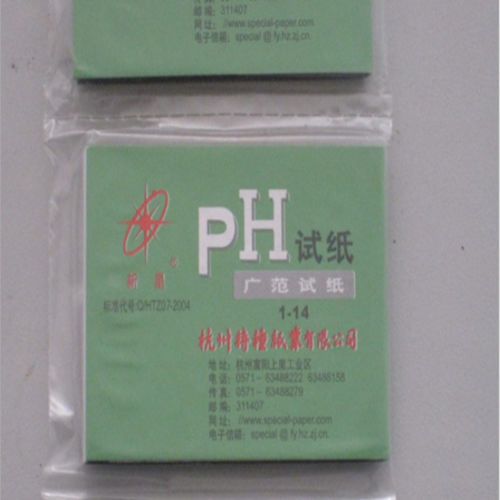 邮编：311407
网址：//www.special-paper.com
电子信箱：special @ fy.hz.zj.cn.
新星
标准代号:Q/HTZ07-2004
pH试纸
广范试纸
1-14
杭州特种纸业有限公司
地址：杭州富阳上里工业区
电话：0571－63488222 63486158
传真：0571－63488279
邮编：311407
网址：//www.special-paper.com
电子信箱：special @ fy.hz.zj.cn.